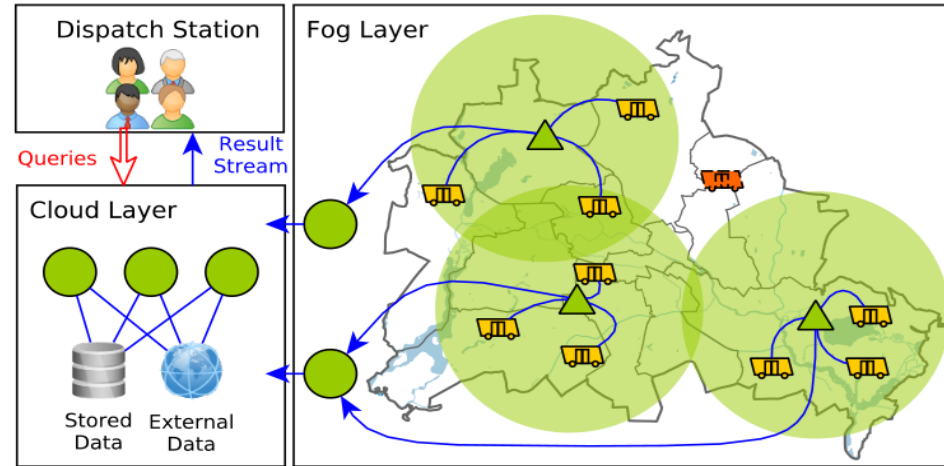 Dispatch Station
Queries
Result
Stream
Cloud Layer
Stored
Data
External
Data
Fog Layer